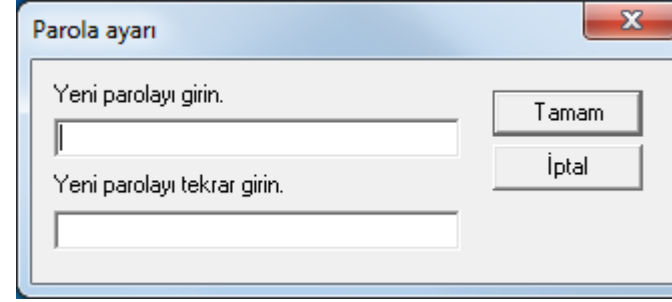 Parola ayarı
Yeni parolayı girin.
Tamam
İptal
Yeni parolayı tekrar girin.